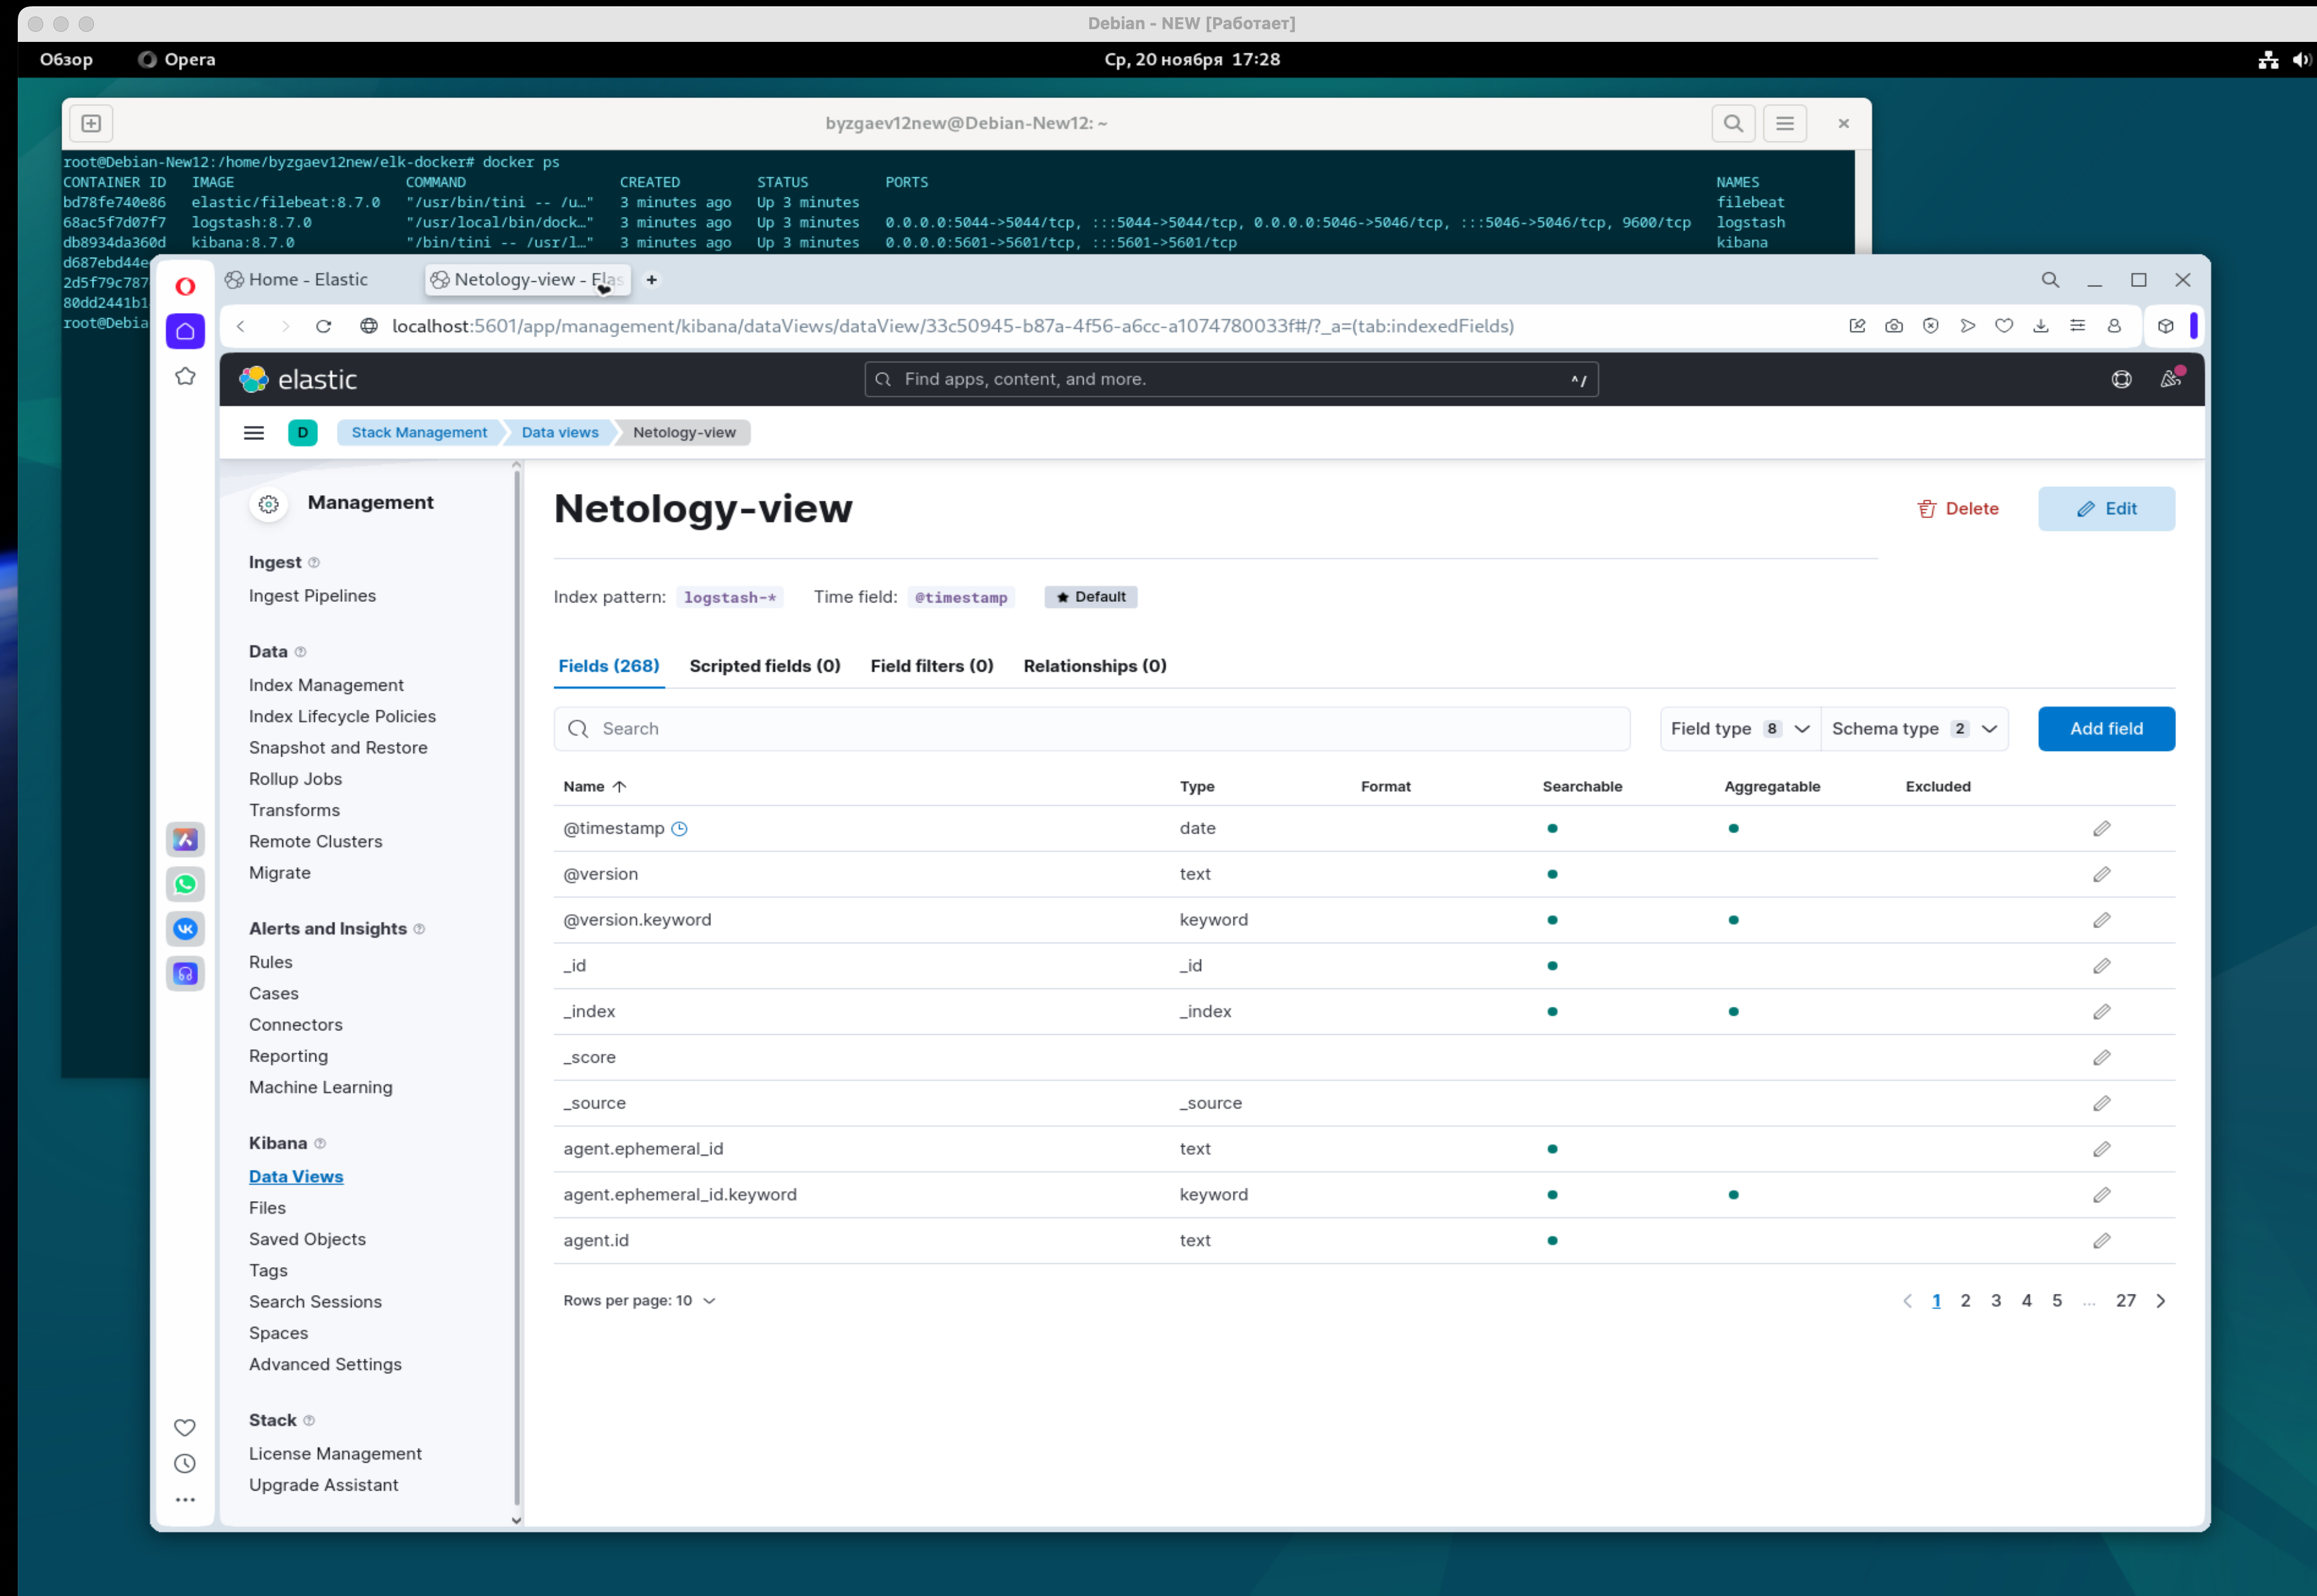 Debian - NEW [Работает]
Обзор Opera Ср, 20 ноября 17:28
byzgaev12new@Debian-New12: ~
root@Debian-New12:/home/byzgaev12new/elk-docker# docker ps
CONTAINER ID IMAGE COMMAND CREATED STATUS PORTS NAMES
bd78fe740e86 elastic/filebeat:8.7.0 "/usr/bin/tini -- /u…" 3 minutes ago Up 3 minutes filebeat
68ac5f7d07f7 logstash:8.7.0 "/usr/local/bin/dock…" 3 minutes ago Up 3 minutes 0.0.0.0:5044->5044/tcp, :::5044->5044/tcp, 0.0.0.0:5046->5046/tcp, :::5046->5046/tcp, 9600/tcp logstash
db8934da360d kibana:8.7.0 "/bin/tini -- /usr/l…" 3 minutes ago Up 3 minutes 0.0.0.0:5601->5601/tcp, :::5601->5601/tcp kibana
d687ebd44e
2d5f79c787
80dd2441b1
root@Debia
Home - Elastic Netology-view - Elas
localhost:5601/app/management/kibana/dataViews/dataView/33c50945-b87a-4f56-a6cc-a1074780033f#/?_a=(tab:indexedFields)
elastic Find apps, content, and more. ^/
D Stack Management Data views Netology-view
Management
Ingest
Ingest Pipelines
Data
Index Management
Index Lifecycle Policies
Snapshot and Restore
Rollup Jobs
Transforms
Remote Clusters
Migrate
Alerts and Insights
Rules
Cases
Connectors
Reporting
Machine Learning
Kibana
Data Views
Files
Saved Objects
Tags
Search Sessions
Spaces
Advanced Settings
Stack
License Management
Upgrade Assistant
Netology-view Delete Edit
Index pattern: logstash-* Time field: @timestamp Default
Fields (268) Scripted fields (0) Field filters (0) Relationships (0)
Search Field type 8 Schema type 2 Add field
Name Type Format Searchable Aggregatable Excluded
@timestamp date
@version text
@version.keyword keyword
_id _id
_index _index
_score
_source _source
agent.ephemeral_id text
agent.ephemeral_id.keyword keyword
agent.id text
Rows per page: 10 1 2 3 4 5 … 27